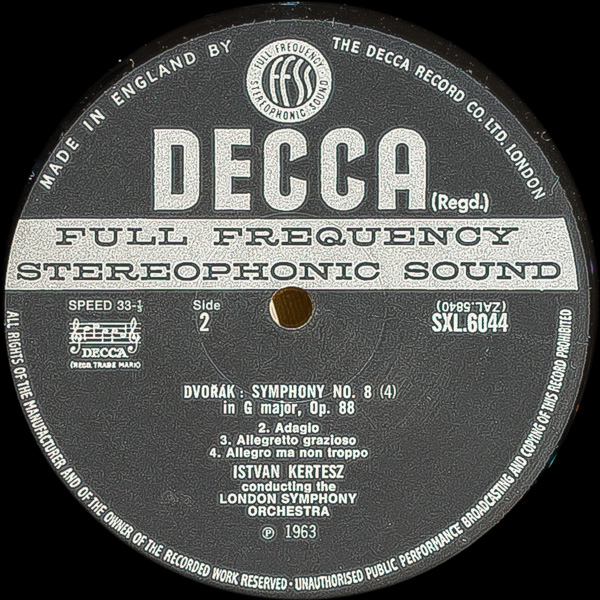 MADE IN ENGLAND BY
THE DECCA RECORD CO. LTD. LONDON
FULL FREQUENCY
ffss
STEREOPHONIC SOUND
DECCA
(Regd.)
FULL FREQUENCY
STEREOPHONIC SOUND
SPEED 33-⅓
Side
2
(ZAL.5840)
SXL.6044
DECCA
(REGD. TRADE MARK)
DVOŘÁK : SYMPHONY NO. 8 (4)
in G major, Op. 88
2. Adagio
3. Allegretto grazioso
4. Allegro ma non troppo
ISTVAN KERTESZ
conducting the
LONDON SYMPHONY
ORCHESTRA
℗ 1963
ALL RIGHTS OF THE MANUFACTURER AND OF THE OWNER OF THE RECORDED WORK RESERVED · UNAUTHORISED PUBLIC PERFORMANCE BROADCASTING AND COPYING OF THIS RECORD PROHIBITED